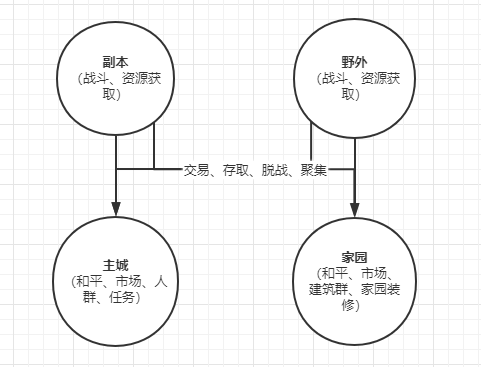 副本
（战斗、资源获
取）
野外
（战斗、资源获
取）
交易、存取、脱战、聚集
主城
（和平、市场、人
群、任务）
家园
（和平、市场、
建筑群、家园装
修）